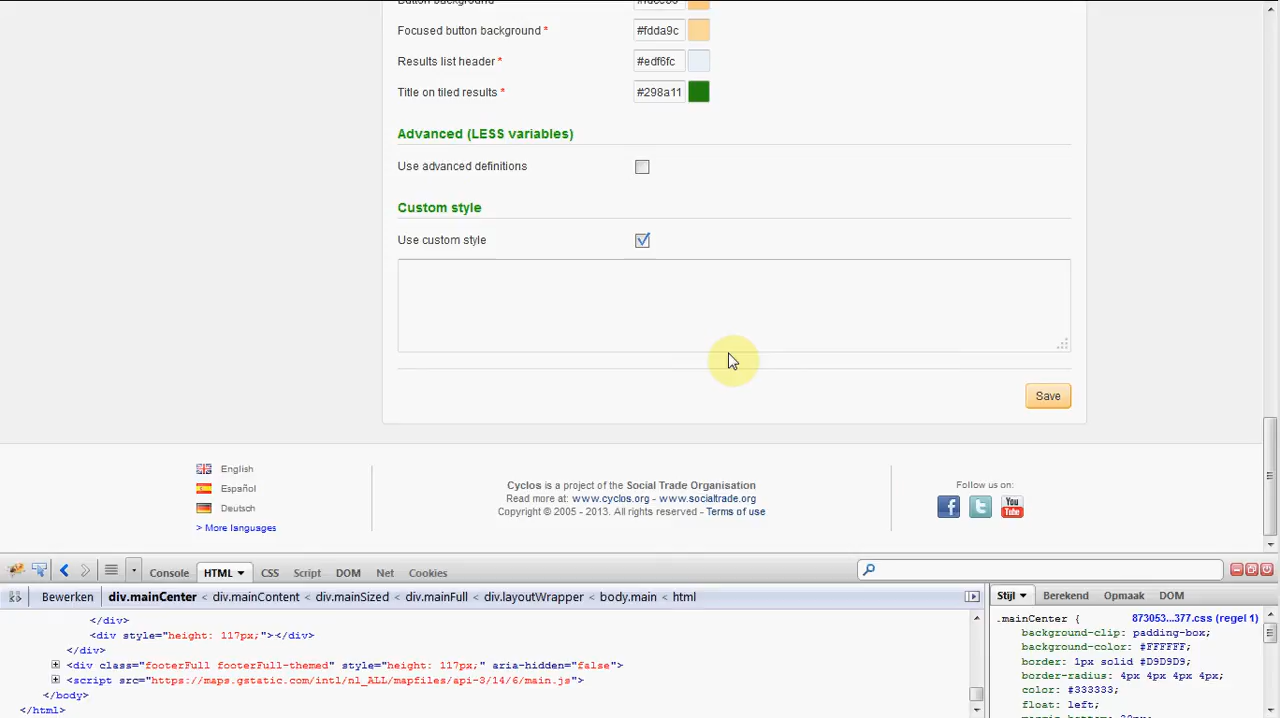 Button background
Focused button background *
#fdda9c
Results list header *
#edf6fc
Title on tiled results *
#298a11
Advanced (LESS variables)
Use advanced definitions
Custom style
Use custom style
Save
English
Español
Deutsch
> More languages
Cyclos is a project of the Social Trade Organisation
Read more at: www.cyclos.org - www.socialtrade.org
Copyright © 2005 - 2013. All rights reserved - Terms of use
Follow us on:
f
t
You Tube
Console HTML CSS Script DOM Net Cookies
Bewerken div.mainCenter < div.mainContent < div.mainSized < div.mainFull < div.layoutWrapper < body.main < html
</div>
<div style="height: 117px;"></div>
</div>
<div class="footerFull footerFull-themed" style="height: 117px;" aria-hidden="false">
<script src="https://maps.gstatic.com/intl/nl_ALL/mapfiles/api-3/14/6/main.js">
</body>
</html>
Stijl Berekend Opmaak DOM
.mainCenter { 873053...377.css (regel 1)
background-clip: padding-box;
background-color: #FFFFFF;
border: 1px solid #D9D9D9;
border-radius: 4px 4px 4px 4px;
color: #333333;
float: left;